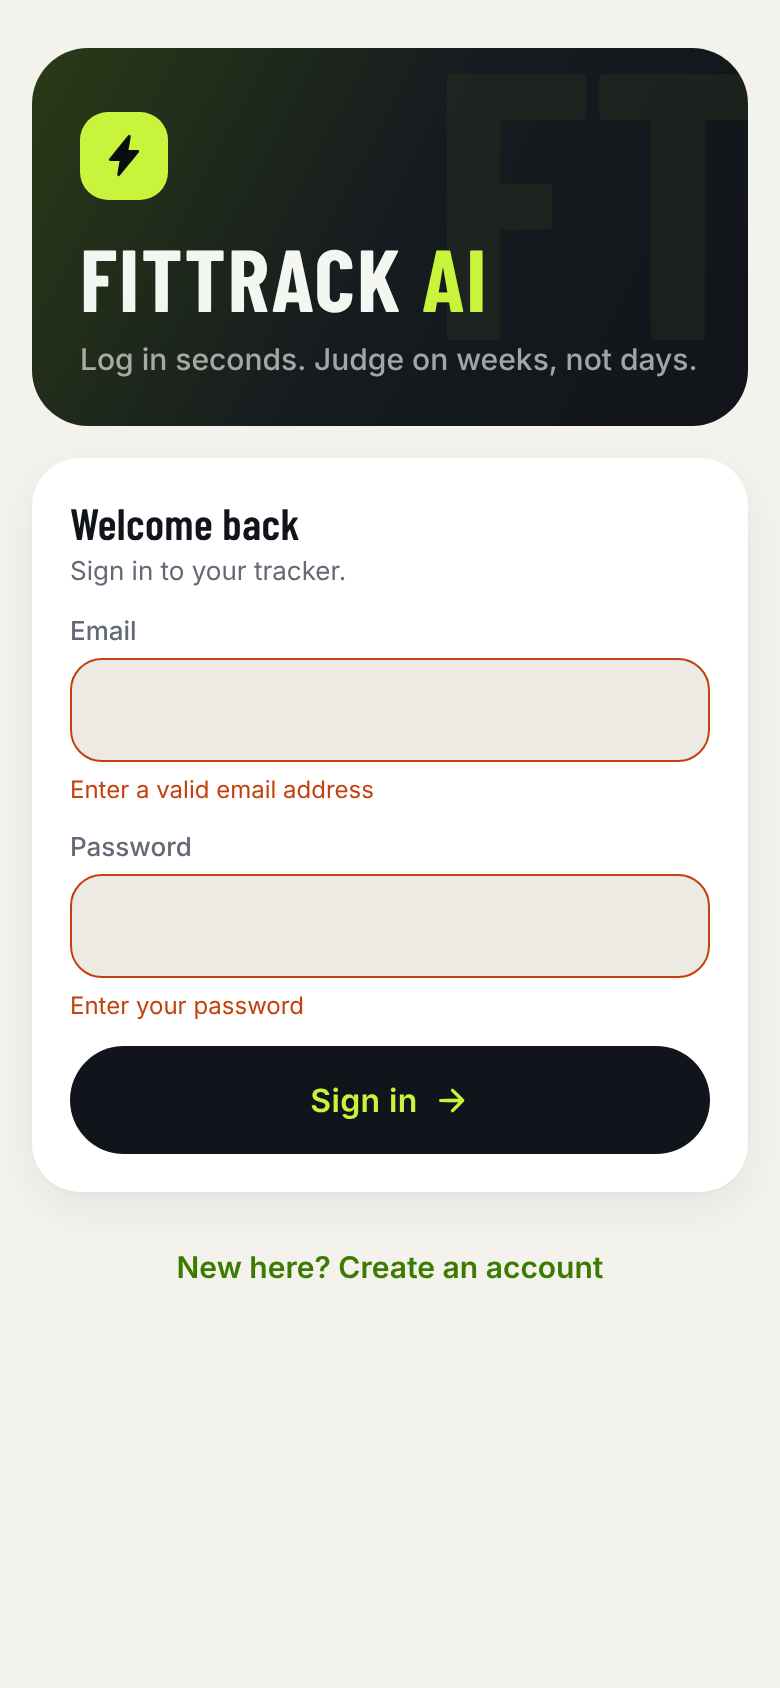 FT
FITTRACK AI
Log in seconds. Judge on weeks, not days.
Welcome back
Sign in to your tracker.
Email
Enter a valid email address
Password
Enter your password
Sign in →
New here? Create an account